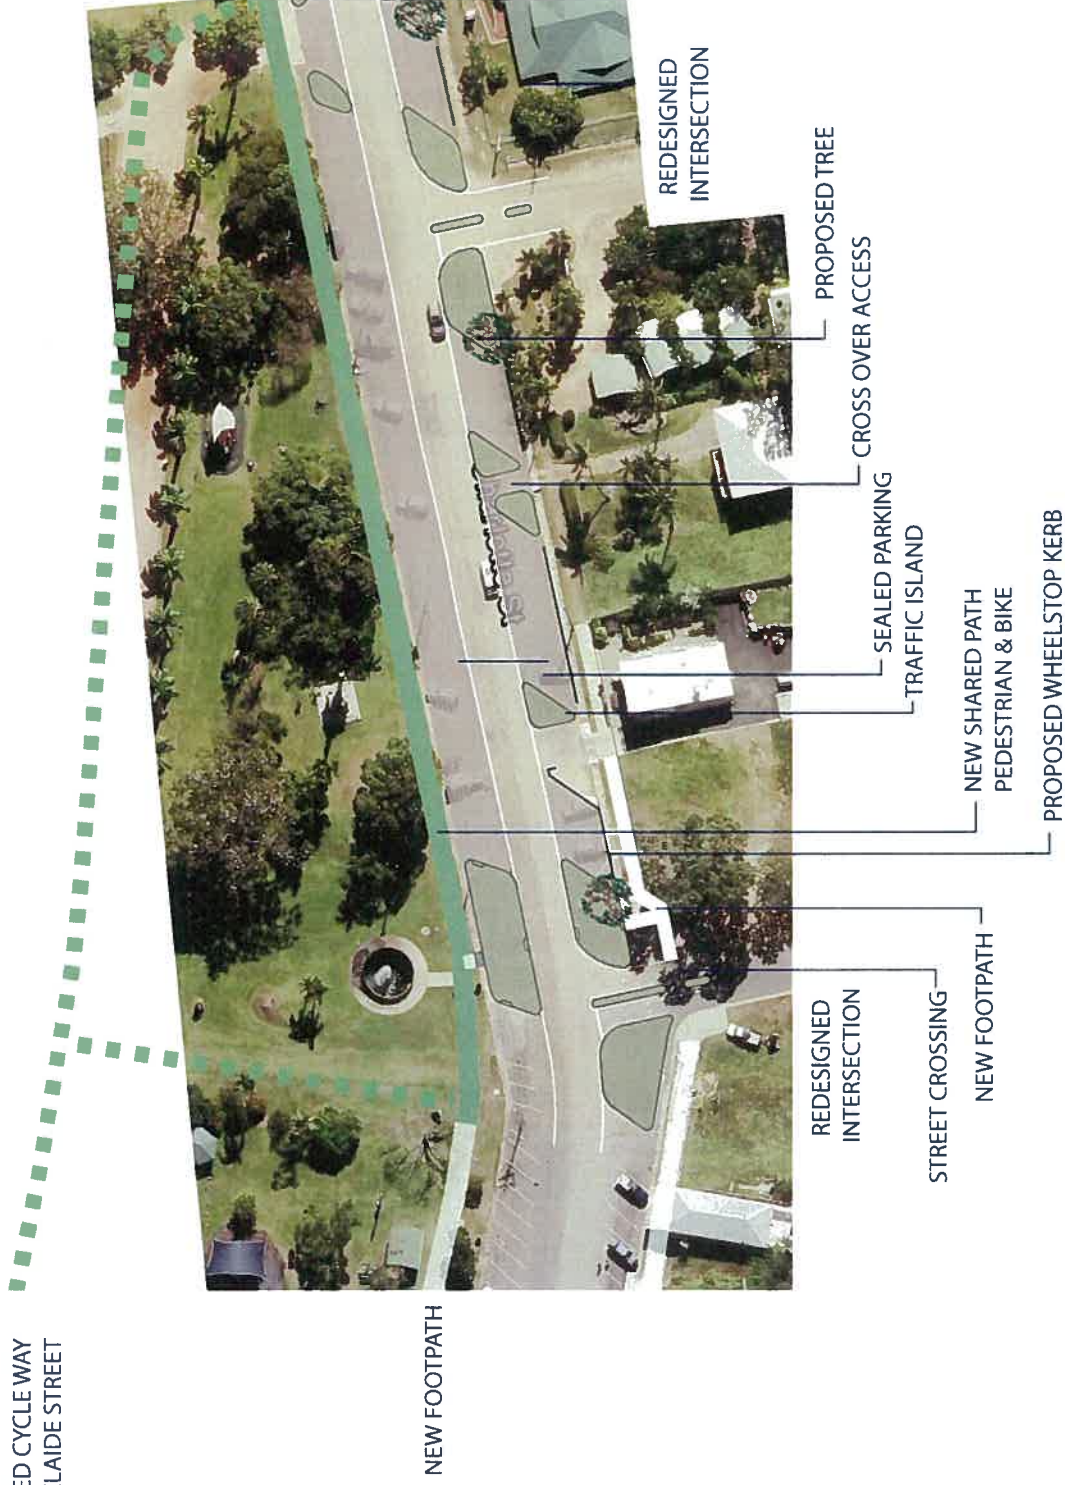 ED CYCLE WAY
LAIDE STREET
NEW FOOTPATH
REDESIGNED
INTERSECTION
PROPOSED TREE
CROSS OVER ACCESS
SEALED PARKING
TRAFFIC ISLAND
NEW SHARED PATH
PEDESTRIAN & BIKE
PROPOSED WHEELSTOP KERB
REDESIGNED
INTERSECTION
STREET CROSSING
NEW FOOTPATH